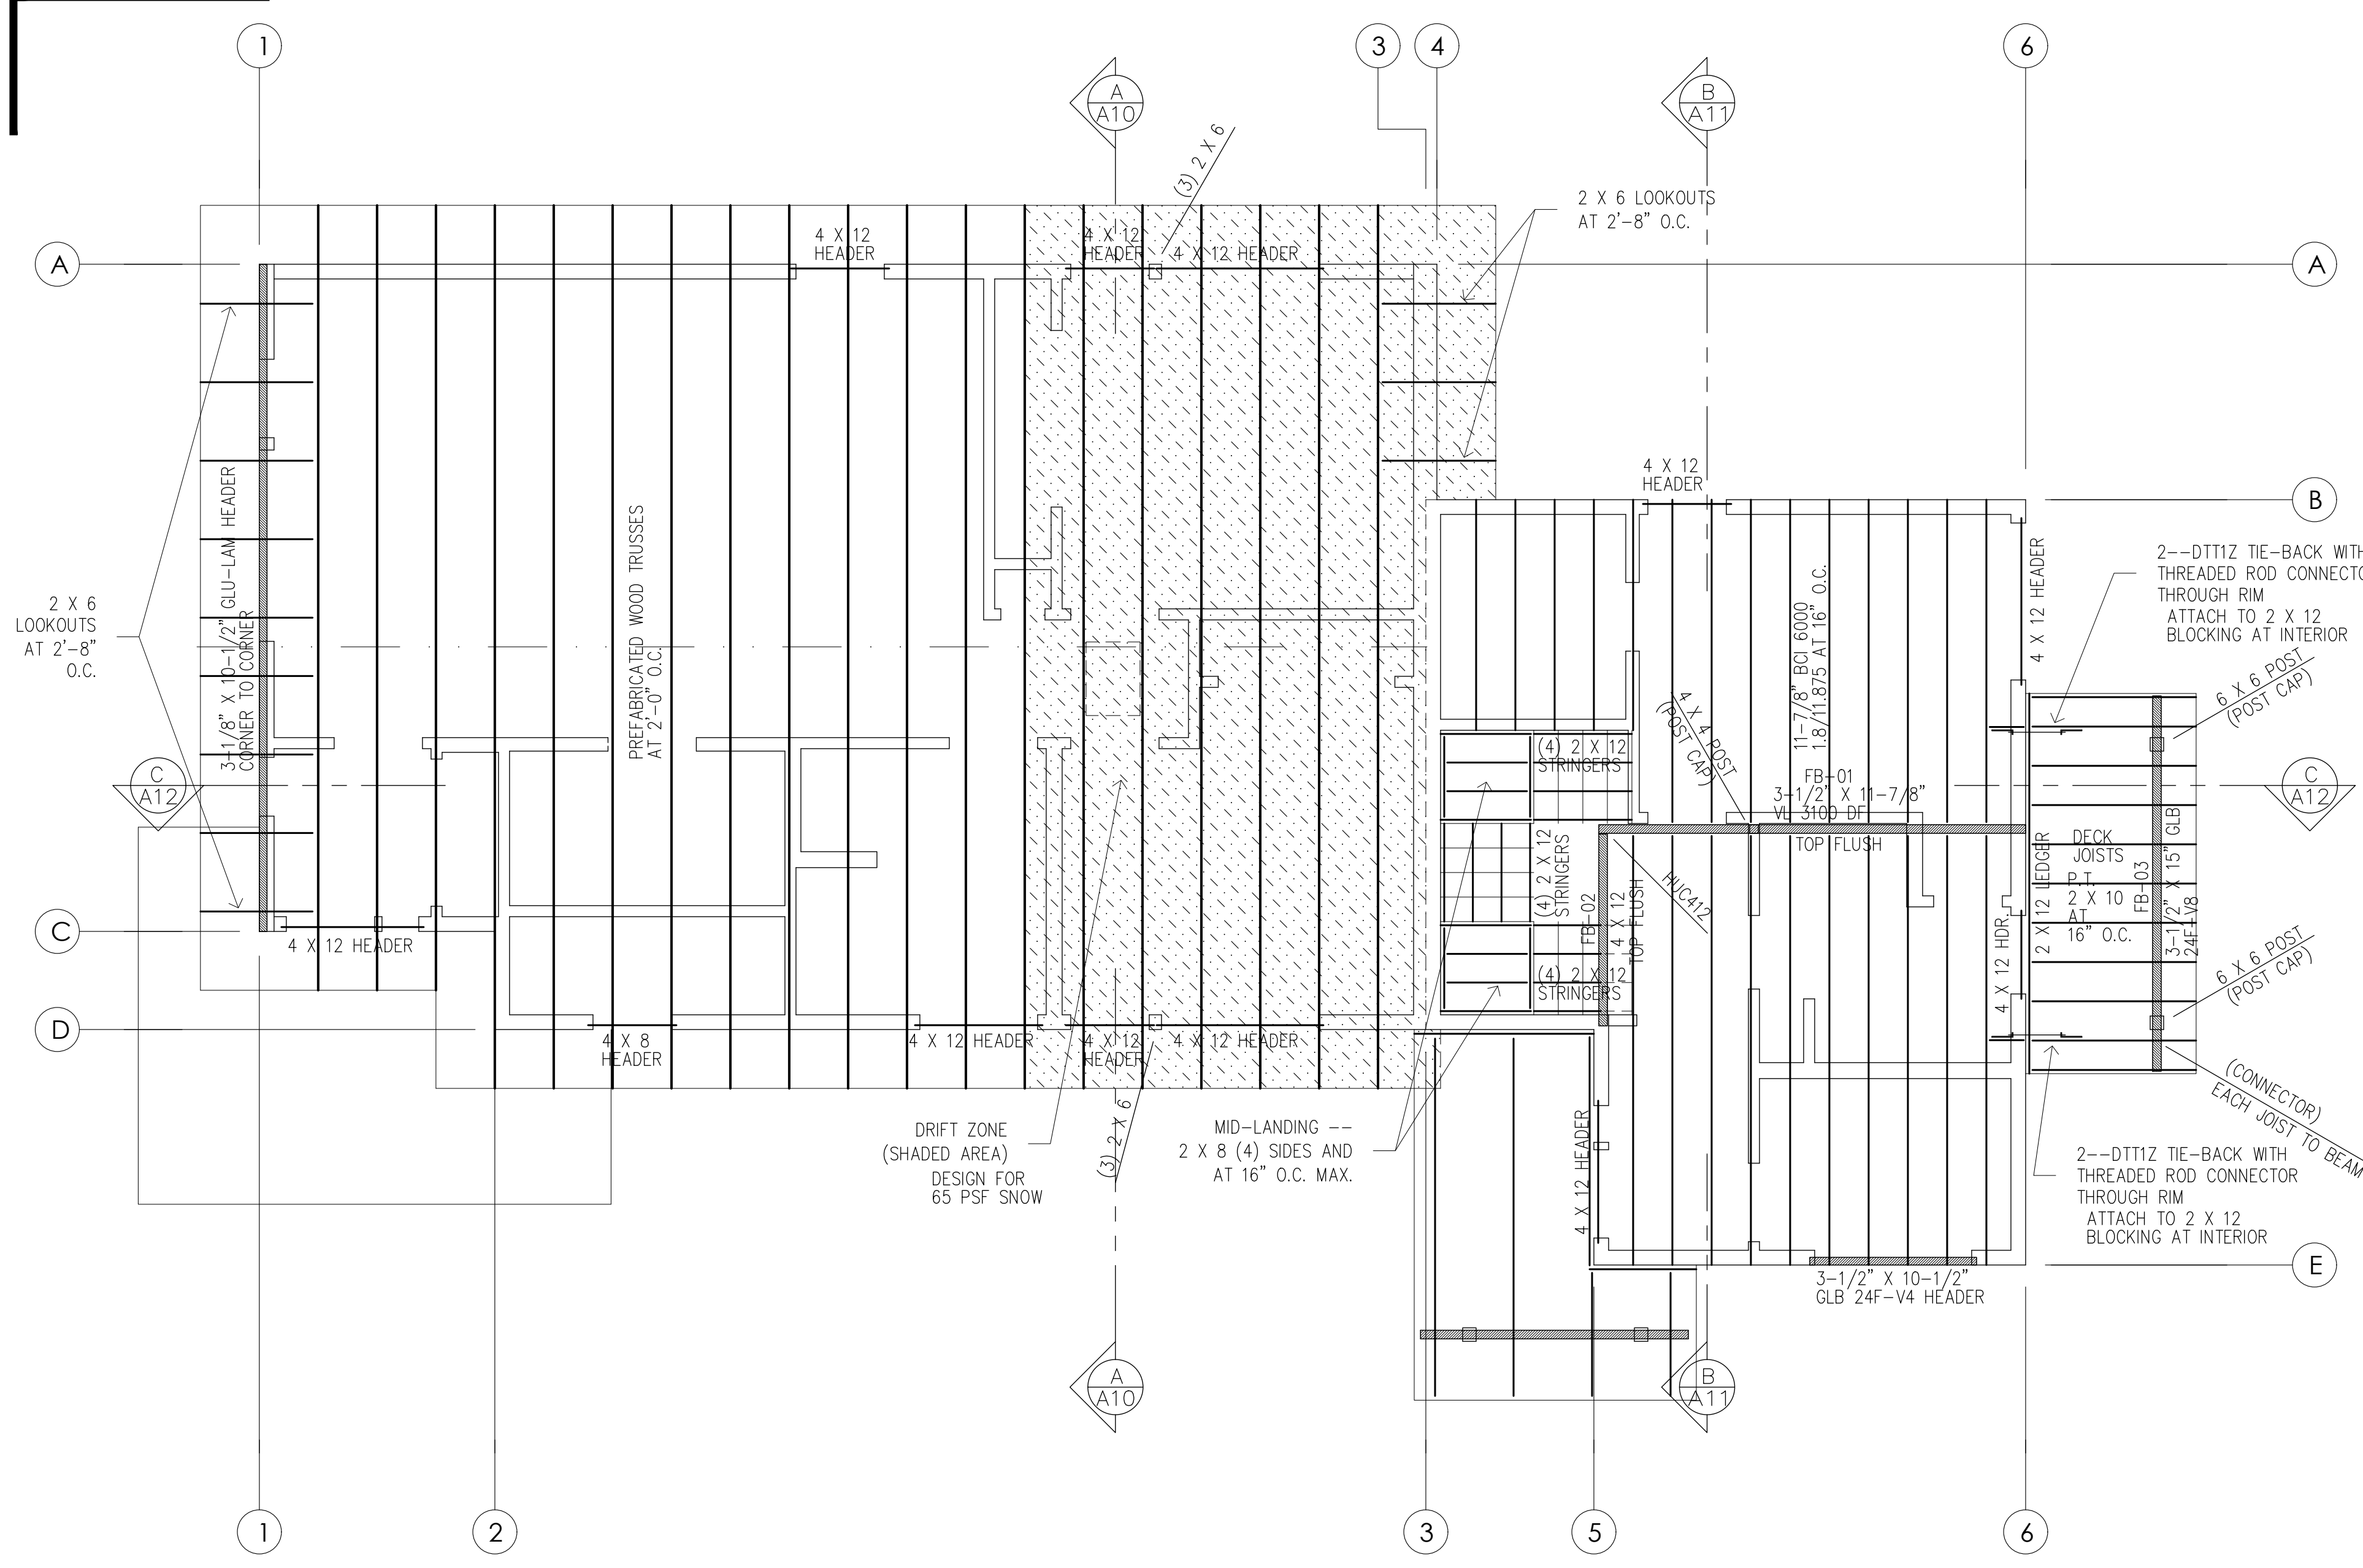 1
3
4
6
A
A10
B
A11
(3) 2 X 6
2 X 6 LOOKOUTS
AT 2'-8" O.C.
4 X 12
HEADER
4 X 12
HEADER
4 X 12 HEADER
A
A
4 X 12
HEADER
B
2 X 6
LOOKOUTS
AT 2'-8"
O.C.
3-1/8" X 10-1/2" GLU-LAM HEADER
CORNER TO CORNER
PREFABRICATED WOOD TRUSSES
AT 2'-0" O.C.
11-7/8" BCI 6000
1.8/11.875 AT 16" O.C.
4 X 12 HEADER
2--DTT1Z TIE-BACK WITH
THREADED ROD
THROUGH RIM
ATTACH TO 2 X 12
BLOCKING AT INTERIOR
6 X 6 POST
(POST CAP)
4 X 4 POST
(POST CAP)
(4) 2 X 12
STRINGERS
FB-01
3-1/2" X 11-7/8"
VL 3100 DF
TOP FLUSH
C
A12
C
A12
(4) 2 X 12
STRINGERS
FB-02
4 X 12
TOP FLUSH
HUC412
2 X 12 LEDGER
DECK
JOISTS
P.T.
2 X 10
AT
16" O.C.
FB-03
3-1/2" X 15" GLB
24F-V8
4 X 12 HDR.
C
4 X 12 HEADER
(4) 2 X 12
STRINGERS
6 X 6 POST
(POST CAP)
D
4 X 8
HEADER
4 X 12 HEADER
4 X 12
HEADER
4 X 12 HEADER
(CONNECTOR)
EACH JOIST TO BEAM
DRIFT ZONE
(SHADED AREA)
DESIGN FOR
65 PSF SNOW
(3) 2 X 6
MID-LANDING --
2 X 8 (4) SIDES AND
AT 16" O.C. MAX.
4 X 12 HEADER
2--DTT1Z TIE-BACK WITH
THREADED ROD CONNECTOR
THROUGH RIM
ATTACH TO 2 X 12
BLOCKING AT INTERIOR
E
3-1/2" X 10-1/2"
GLB 24F-V4 HEADER
A
A10
B
A11
1
2
3
5
6